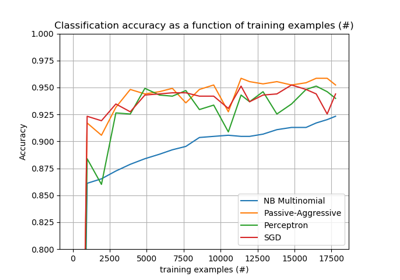 Classification accuracy as a function of training examples (#)
1.000
0.975
0.950
0.925
0.900
0.875
0.850
0.825
0.800
Accuracy
NB Multinomial
Passive-Aggressive
Perceptron
SGD
0 2500 5000 7500 10000 12500 15000 17500
training examples (#)